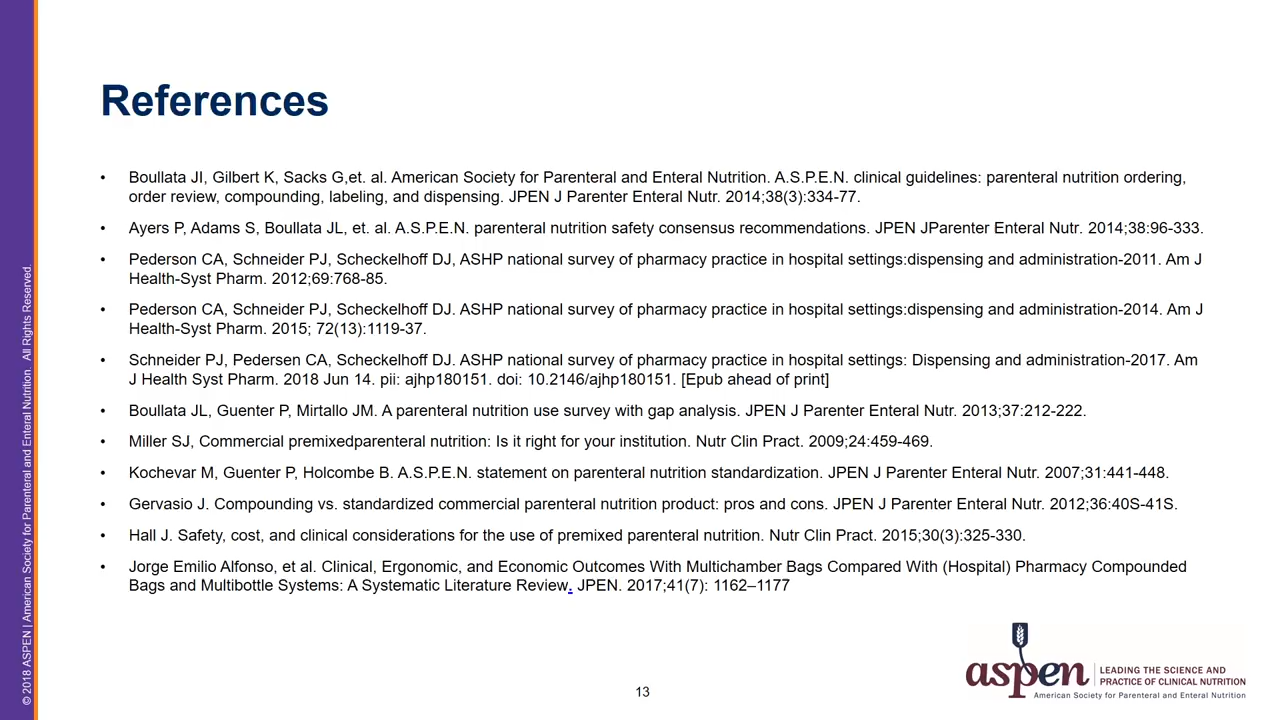 References
• Boullata JI, Gilbert K, Sacks G,et. al. American Society for Parenteral and Enteral Nutrition. A.S.P.E.N. clinical guidelines: parenteral nutrition ordering,
order review, compounding, labeling, and dispensing. JPEN J Parenter Enteral Nutr. 2014;38(3):334-77.
• Ayers P, Adams S, Boullata JL, et. al. A.S.P.E.N. parenteral nutrition safety consensus recommendations. JPEN JParenter Enteral Nutr. 2014;38:96-333.
• Pederson CA, Schneider PJ, Scheckelhoff DJ, ASHP national survey of pharmacy practice in hospital settings:dispensing and administration-2011. Am J
Health-Syst Pharm. 2012;69:768-85.
• Pederson CA, Schneider PJ, Scheckelhoff DJ. ASHP national survey of pharmacy practice in hospital settings:dispensing and administration-2014. Am J
Health-Syst Pharm. 2015; 72(13):1119-37.
• Schneider PJ, Pedersen CA, Scheckelhoff DJ. ASHP national survey of pharmacy practice in hospital settings: Dispensing and administration-2017. Am
J Health Syst Pharm. 2018 Jun 14. pii: ajhp180151. doi: 10.2146/ajhp180151. [Epub ahead of print]
• Boullata JL, Guenter P, Mirtallo JM. A parenteral nutrition use survey with gap analysis. JPEN J Parenter Enteral Nutr. 2013;37:212-222.
• Miller SJ, Commercial premixedparenteral nutrition: Is it right for your institution. Nutr Clin Pract. 2009;24:459-469.
• Kochevar M, Guenter P, Holcombe B. A.S.P.E.N. statement on parenteral nutrition standardization. JPEN J Parenter Enteral Nutr. 2007;31:441-448.
• Gervasio J. Compounding vs. standardized commercial parenteral nutrition product: pros and cons. JPEN J Parenter Enteral Nutr. 2012;36:40S-41S.
• Hall J. Safety, cost, and clinical considerations for the use of premixed parenteral nutrition. Nutr Clin Pract. 2015;30(3):325-330.
• Jorge Emilio Alfonso, et al. Clinical, Ergonomic, and Economic Outcomes With Multichamber Bags Compared With (Hospital) Pharmacy Compounded
Bags and Multibottle Systems: A Systematic Literature Review. JPEN. 2017;41(7): 1162–1177
© 2018 ASPEN | American Society for Parenteral and Enteral Nutrition. All Rights Reserved.
13
aspen
LEADING THE SCIENCE AND
PRACTICE OF CLINICAL NUTRITION
American Society for Parenteral and Enteral Nutrition